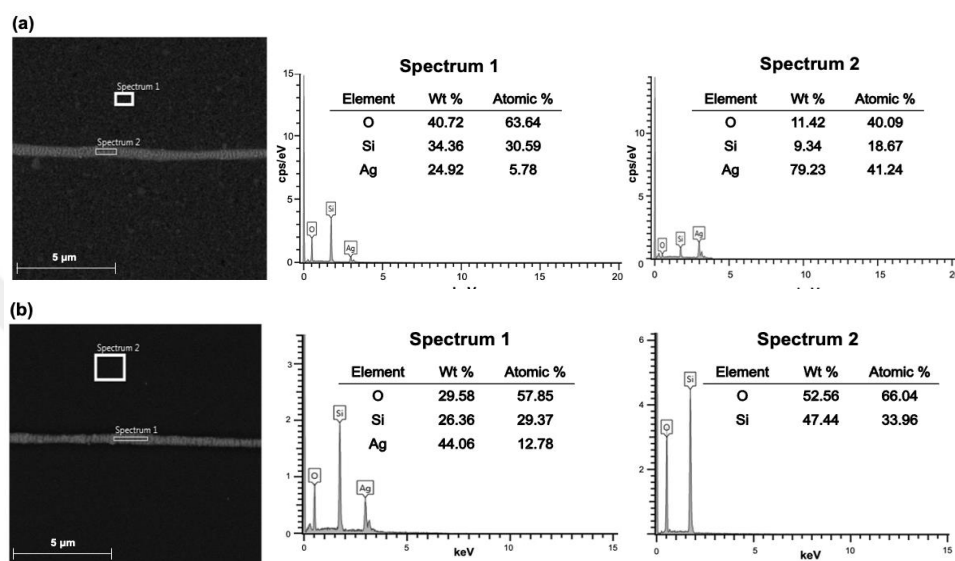 (a)
Spectrum 1
Spectrum 2
5 µm
Spectrum 1
Element Wt % Atomic %
O 40.72 63.64
Si 34.36 30.59
Ag 24.92 5.78
cps/eV
15
10
5
0
O
Si
Ag
0 5 10 15 20
Spectrum 2
Element Wt % Atomic %
O 11.42 40.09
Si 9.34 18.67
Ag 79.23 41.24
cps/eV
10
5
0
O
Si
Ag
0 5 10 15 20
(b)
Spectrum 2
Spectrum 1
5 µm
Spectrum 1
Element Wt % Atomic %
O 29.58 57.85
Si 26.36 29.37
Ag 44.06 12.78
3
2
1
0
O
Si
Ag
0 5 10 15
keV
Spectrum 2
Element Wt % Atomic %
O 52.56 66.04
Si 47.44 33.96
6
4
2
0
O
Si
0 5 10 15
keV